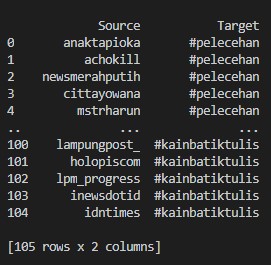 Source Target
0 anaktapioka #pelecehan
1 achokill #pelecehan
2 newsmerahputih #pelecehan
3 cittayowana #pelecehan
4 mstrharun #pelecehan
.. ... ...
100 lampungpost_ #kainbatiktulis
101 holopiscom #kainbatiktulis
102 lpm_progress #kainbatiktulis
103 inewsdotid #kainbatiktulis
104 idntimes #kainbatiktulis
[105 rows x 2 columns]